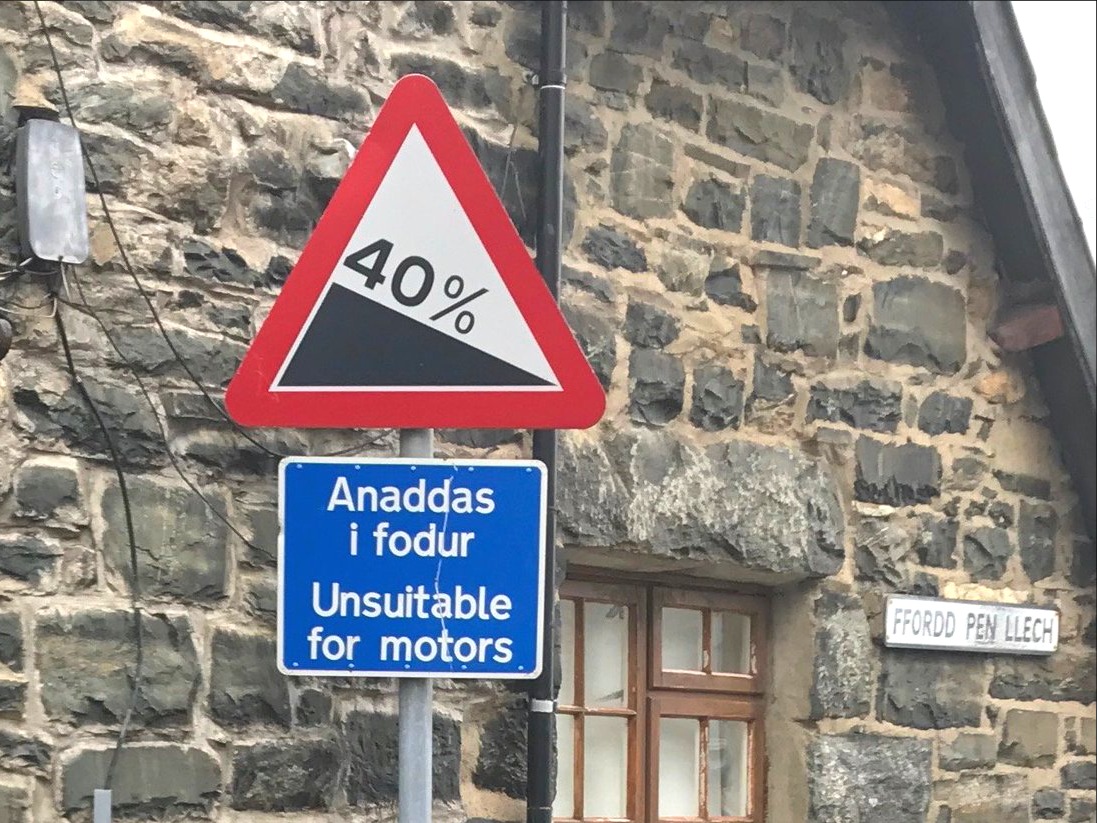 40%
Anaddas
i fodur
Unsuitable
for motors
FFORDD PEN LLECH